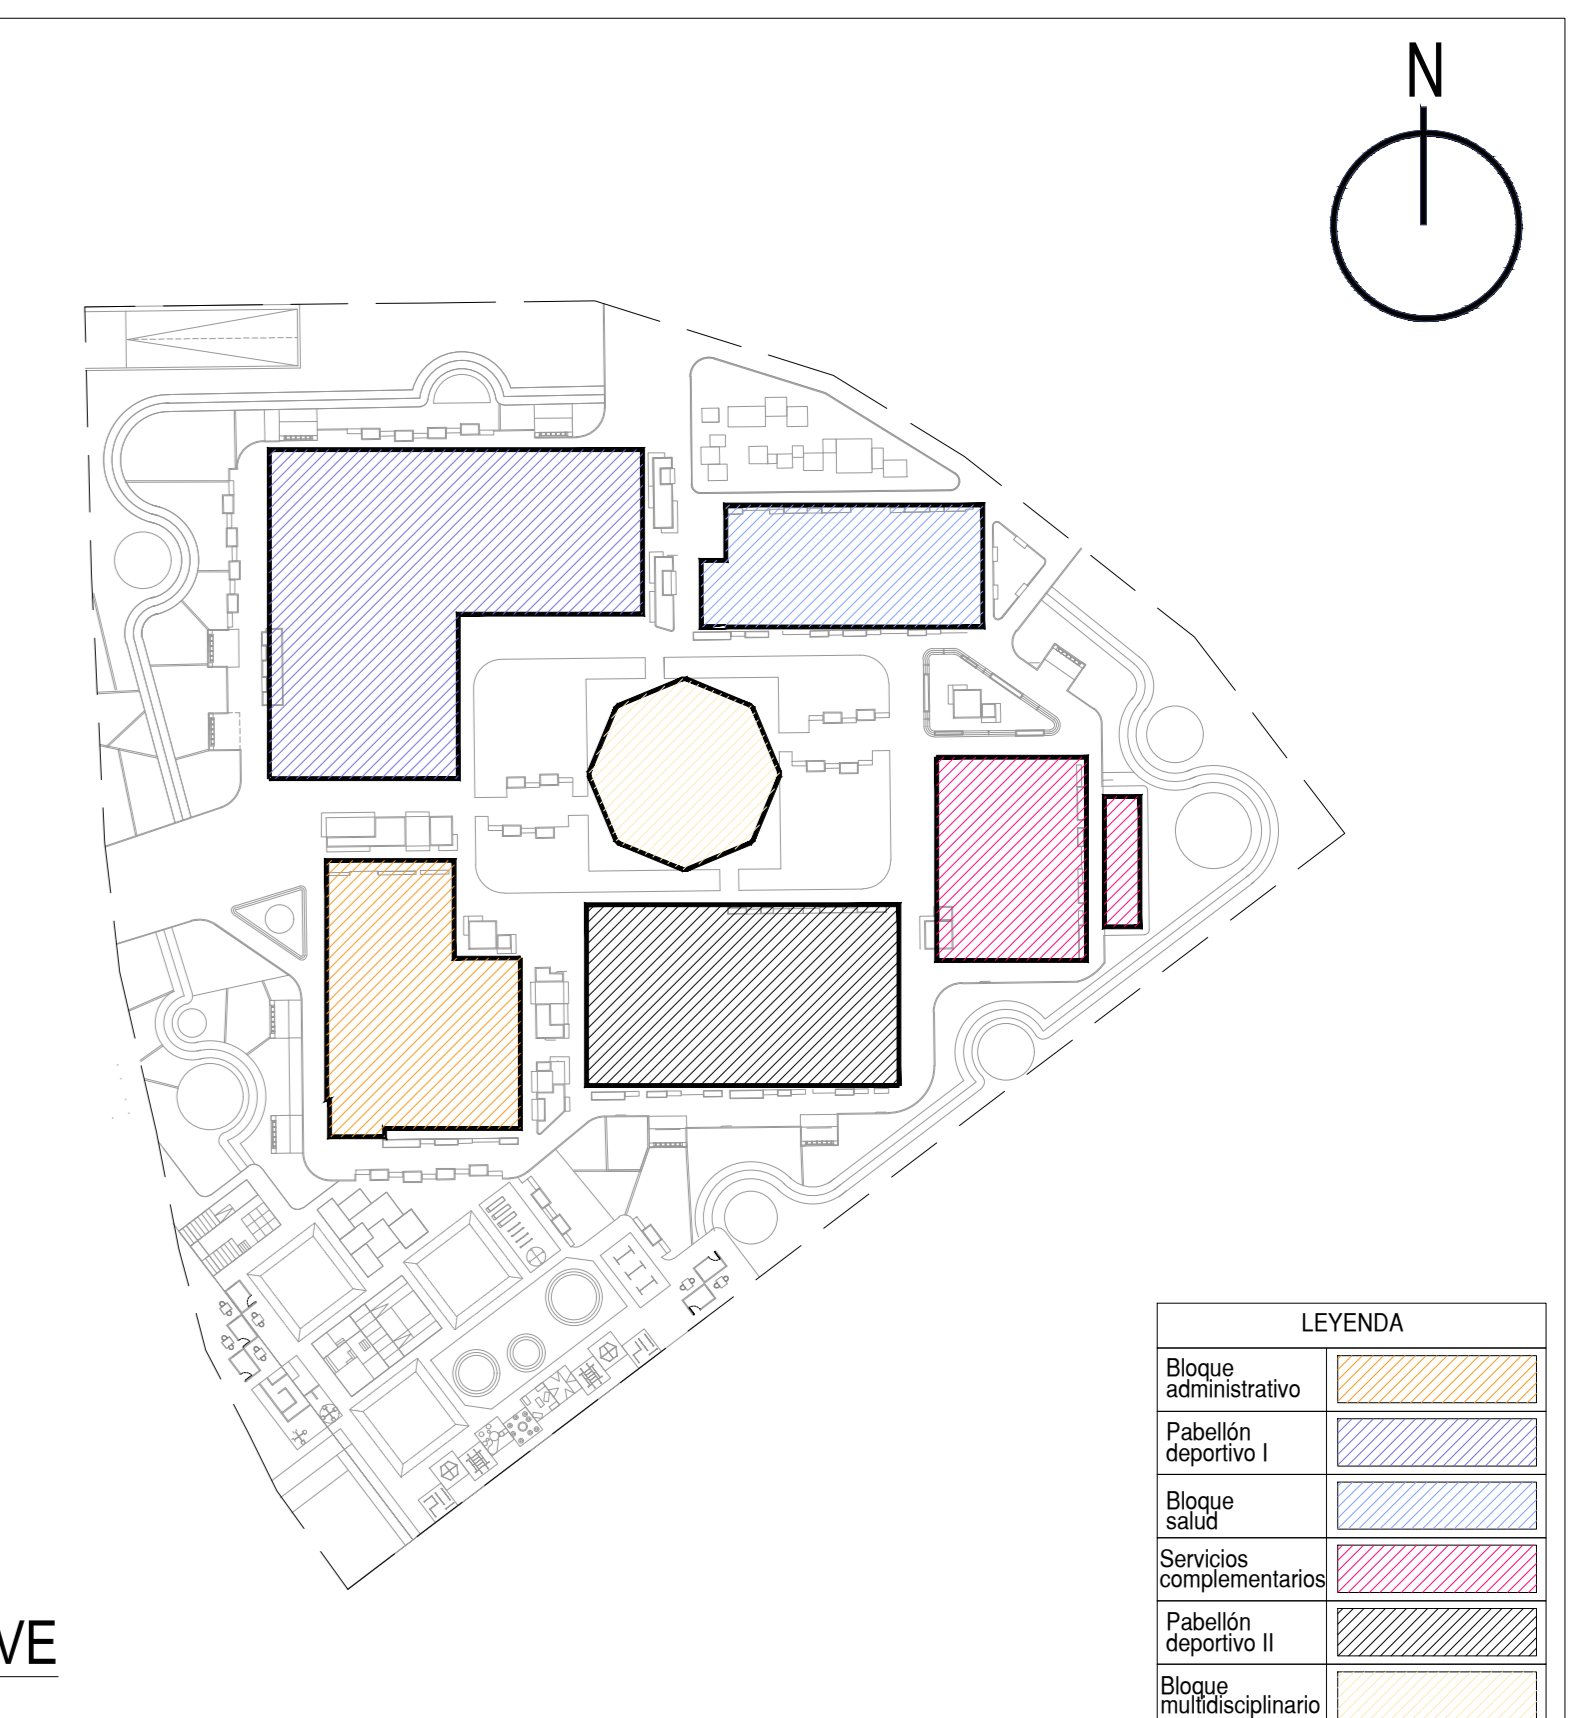 N
VE
LEYENDA
Bloque
administrativo
Pabellón
deportivo I
Bloque
salud
Servicios
complementarios
Pabellón
deportivo II
Bloque
multidisciplinario